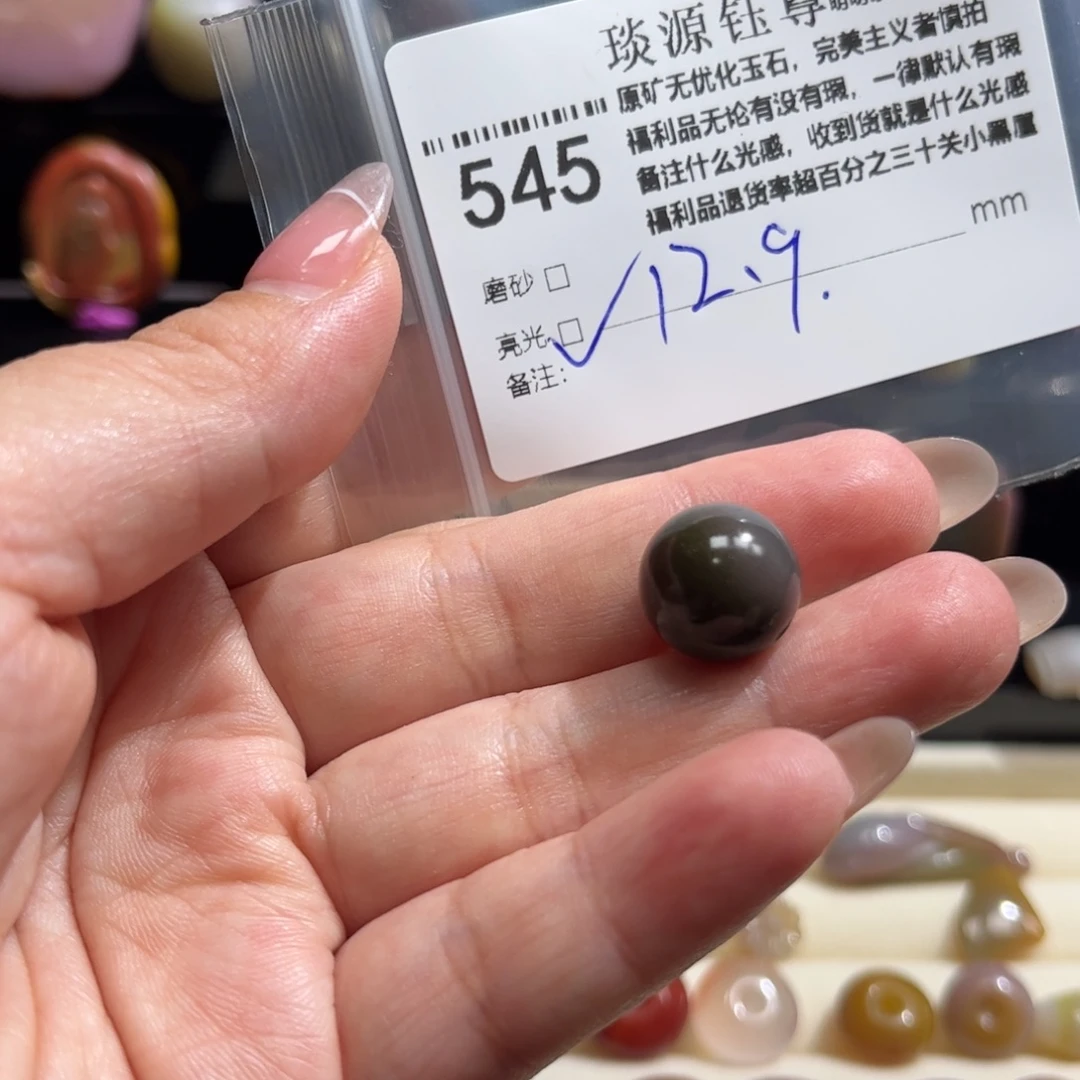 琰源钰尊
原矿无优化玉石，完美主义者慎拍
福利品无论有没有瑕，一律默认有瑕
备注什么光感，收到货就是什么光感
福利品退货率超百分之三十关小黑屋
545
磨砂 □
12.9. mm
亮光 □ ✓
备注：